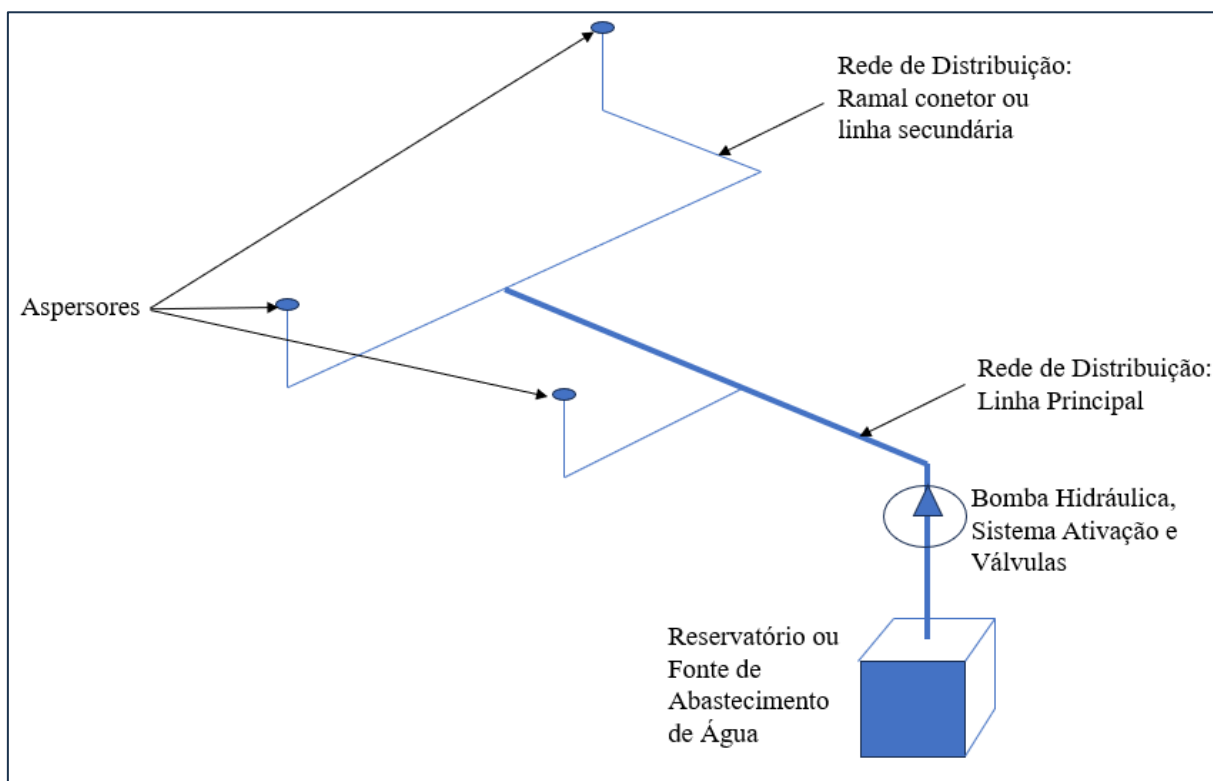 Rede de Distribuição:
Ramal conetor ou
linha secundária
Aspersores
Rede de Distribuição:
Linha Principal
Bomba Hidráulica,
Sistema Ativação e
Válvulas
Reservatório ou
Fonte de
Abastecimento
de Água